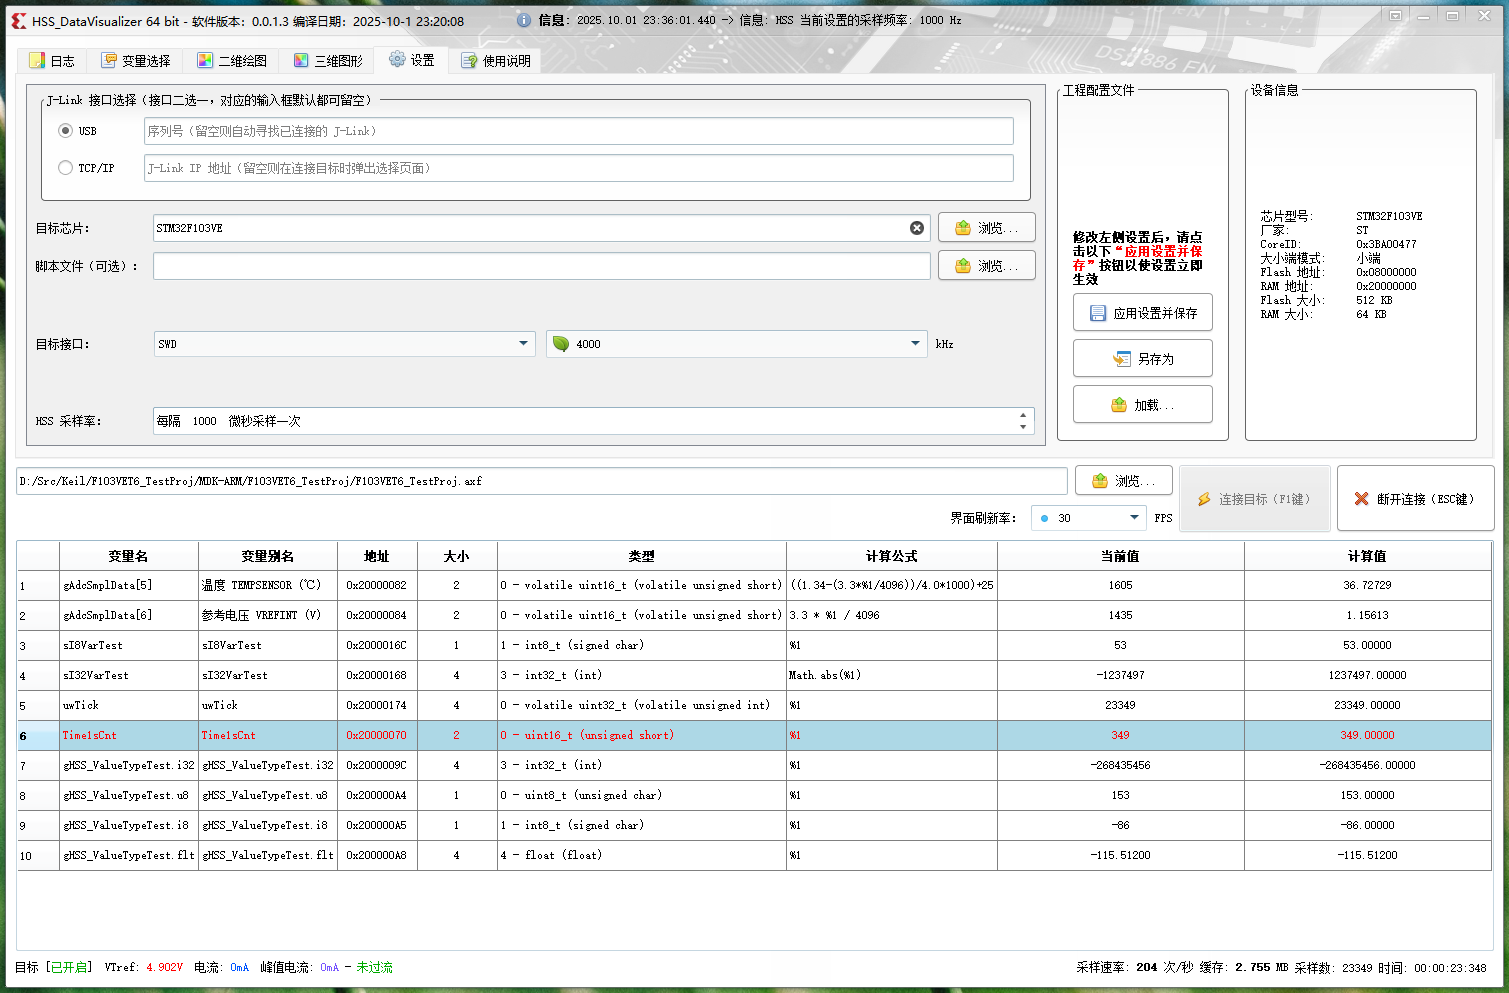 HSS_DataVisualizer 64 bit - 软件版本：0.0.1.3 编译日期：2025-10-1 23:20:08
信息：2025.10.01 23:36:01.440 -> 信息：HSS 当前设置的采样频率：1000 Hz
日志 变量选择 二维绘图 三维图形 设置 使用说明
J-Link 接口选择（接口二选一，对应的输入框默认都可留空）
USB 序列号（留空则自动寻找已连接的 J-Link）
TCP/IP J-Link IP 地址（留空则在连接目标时弹出选择页面）
目标芯片： STM32F103VE 浏览...
脚本文件（可选）： 浏览...
目标接口： SWD 4000 kHz
HSS 采样率： 每隔 1000 微秒采样一次
工程配置文件
修改左侧设置后，请点
击以下“应用设置并保
存”按钮以使设置立即
生效
应用设置并保存
另存为
加载...
设备信息
芯片型号： STM32F103VE
厂家： ST
CoreID: 0x3BA00477
大小端模式： 小端
Flash 地址： 0x08000000
RAM 地址： 0x20000000
Flash 大小： 512 KB
RAM 大小： 64 KB
D:/Src/Keil/F103VET6_TestProj/MDK-ARM/F103VET6_TestProj/F103VET6_TestProj.axf 浏览...
界面刷新率： 30 FPS
连接目标（F1键） 断开连接（ESC键）
变量名 变量别名 地址 大小 类型 计算公式 当前值 计算值
1 gAdcSmplData[5] 温度 TEMPSENSOR (℃) 0x20000082 2 0 - volatile uint16_t (volatile unsigned short) ((1.34-(3.3*%1/4096))/4.0*1000)+25 1605 36.72729
2 gAdcSmplData[6] 参考电压 VREFINT (V) 0x20000084 2 0 - volatile uint16_t (volatile unsigned short) 3.3 * %1 / 4096 1435 1.15613
3 sI8VarTest sI8VarTest 0x2000016C 1 1 - int8_t (signed char) %1 53 53.00000
4 sI32VarTest sI32VarTest 0x20000168 4 3 - int32_t (int) Math.abs(%1) -1237497 1237497.00000
5 uwTick uwTick 0x20000174 4 0 - volatile uint32_t (volatile unsigned int) %1 23349 23349.00000
6 Time1sCnt Time1sCnt 0x20000070 2 0 - uint16_t (unsigned short) %1 349 349.00000
7 gHSS_ValueTypeTest.i32 gHSS_ValueTypeTest.i32 0x2000009C 4 3 - int32_t (int) %1 -268435456 -268435456.00000
8 gHSS_ValueTypeTest.u8 gHSS_ValueTypeTest.u8 0x200000A4 1 0 - uint8_t (unsigned char) %1 153 153.00000
9 gHSS_ValueTypeTest.i8 gHSS_ValueTypeTest.i8 0x200000A5 1 1 - int8_t (signed char) %1 -86 -86.00000
10 gHSS_ValueTypeTest.flt gHSS_ValueTypeTest.flt 0x200000A8 4 4 - float (float) %1 -115.51200 -115.51200
目标 [已开启] VTref: 4.902V 电流: 0mA 峰值电流: 0mA - 未过流 采样速率: 204 次/秒 缓存: 2.755 MB 采样数: 23349 时间: 00:00:23:348